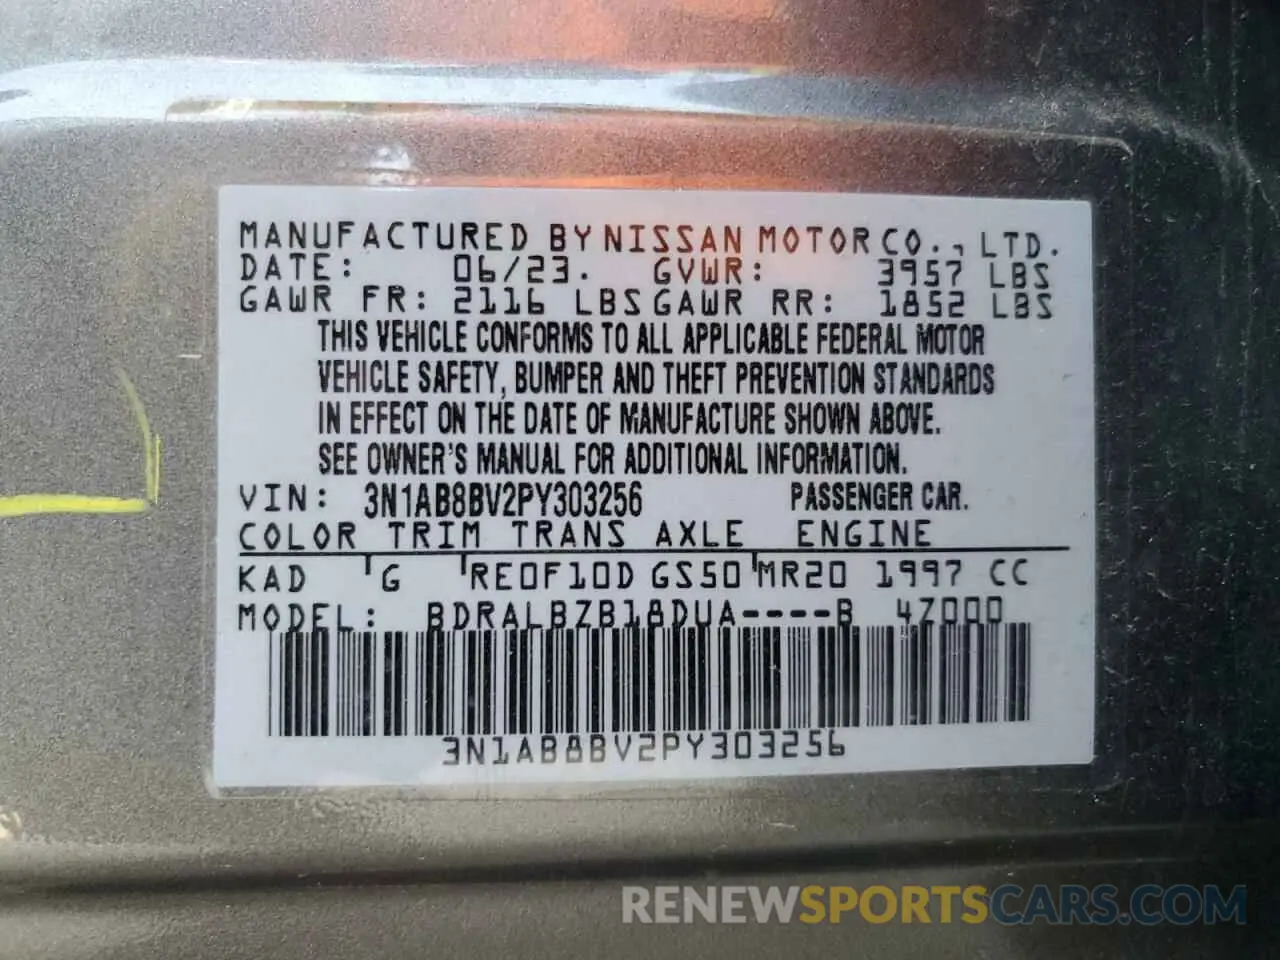 MANUFACTURED BY NISSAN MOTOR CO., LTD.
DATE: 06/23. GVWR: 3957 LBS
GAWR FR: 2116 LBS GAWR RR: 1852 LBS
THIS VEHICLE CONFORMS TO ALL APPLICABLE FEDERAL MOTOR
VEHICLE SAFETY, BUMPER AND THEFT PREVENTION STANDARDS
IN EFFECT ON THE DATE OF MANUFACTURE SHOWN ABOVE.
SEE OWNER'S MANUAL FOR ADDITIONAL INFORMATION.
VIN: 3N1AB8BV2PY303256 PASSENGER CAR.
COLOR TRIM TRANS AXLE ENGINE
KAD G RE0F10D GS50 MR20 1997 CC
MODEL: BDRALBZB18DUA----B 4Z000
3N1AB8BV2PY303256
RENEWSPORTSCARS.COM